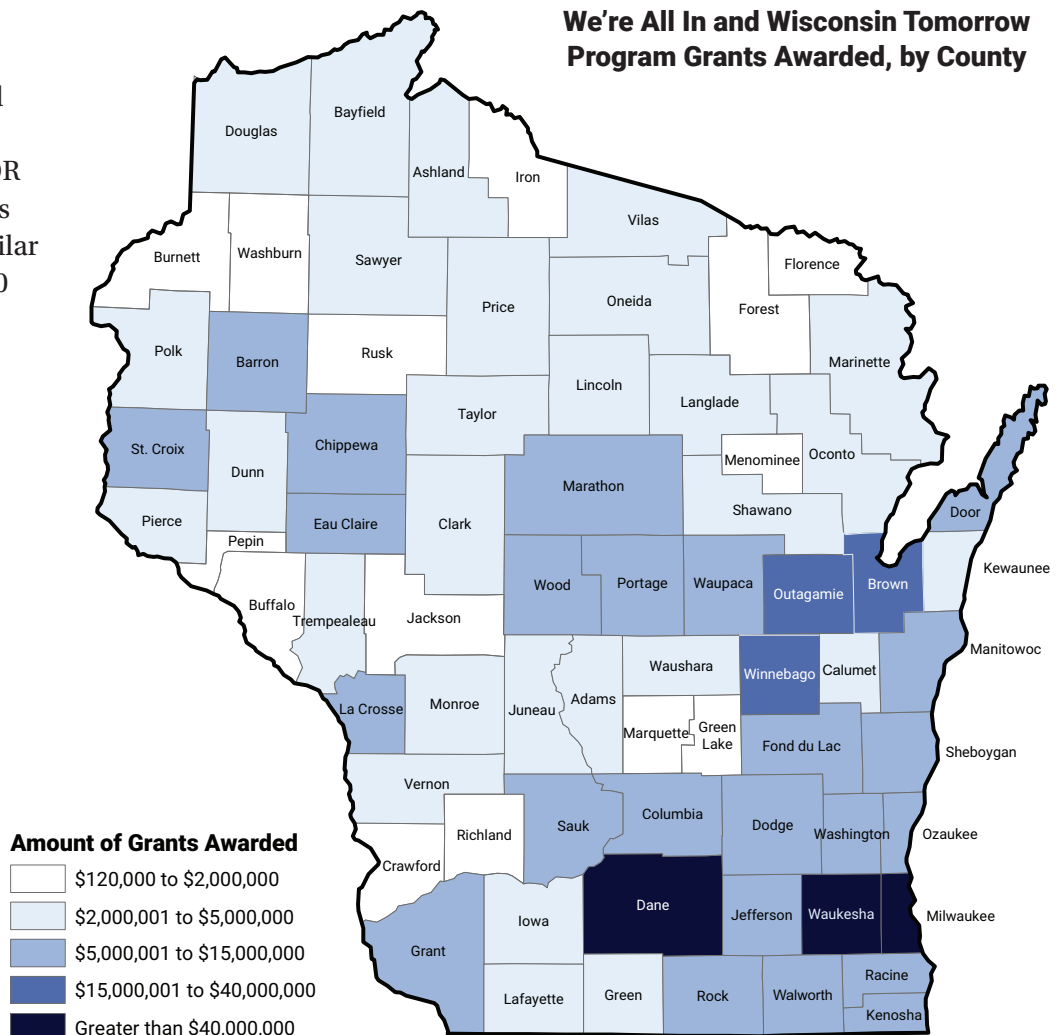 We're All In and Wisconsin Tomorrow
Program Grants Awarded, by County
OR
s
ilar
0
Douglas
Bayfield
Ashland
Iron
Vilas
Burnett
Washburn
Sawyer
Price
Oneida
Forest
Florence
Polk
Barron
Rusk
Lincoln
Marinette
Taylor
Langlade
St. Croix
Dunn
Chippewa
Marathon
Menominee
Oconto
Pierce
Eau Claire
Clark
Shawano
Door
Pepin
Wood
Portage
Waupaca
Outagamie
Brown
Kewaunee
Buffalo
Trempealeau
Jackson
Waushara
Winnebago
Calumet
Manitowoc
La Crosse
Monroe
Juneau
Adams
Marquette
Green
Lake
Fond du Lac
Sheboygan
Vernon
Richland
Sauk
Columbia
Dodge
Washington
Ozaukee
Crawford
Grant
Iowa
Dane
Jefferson
Waukesha
Milwaukee
Lafayette
Green
Rock
Walworth
Racine
Kenosha
Amount of Grants Awarded
$120,000 to $2,000,000
$2,000,001 to $5,000,000
$5,000,001 to $15,000,000
$15,000,001 to $40,000,000
Greater than $40,000,000